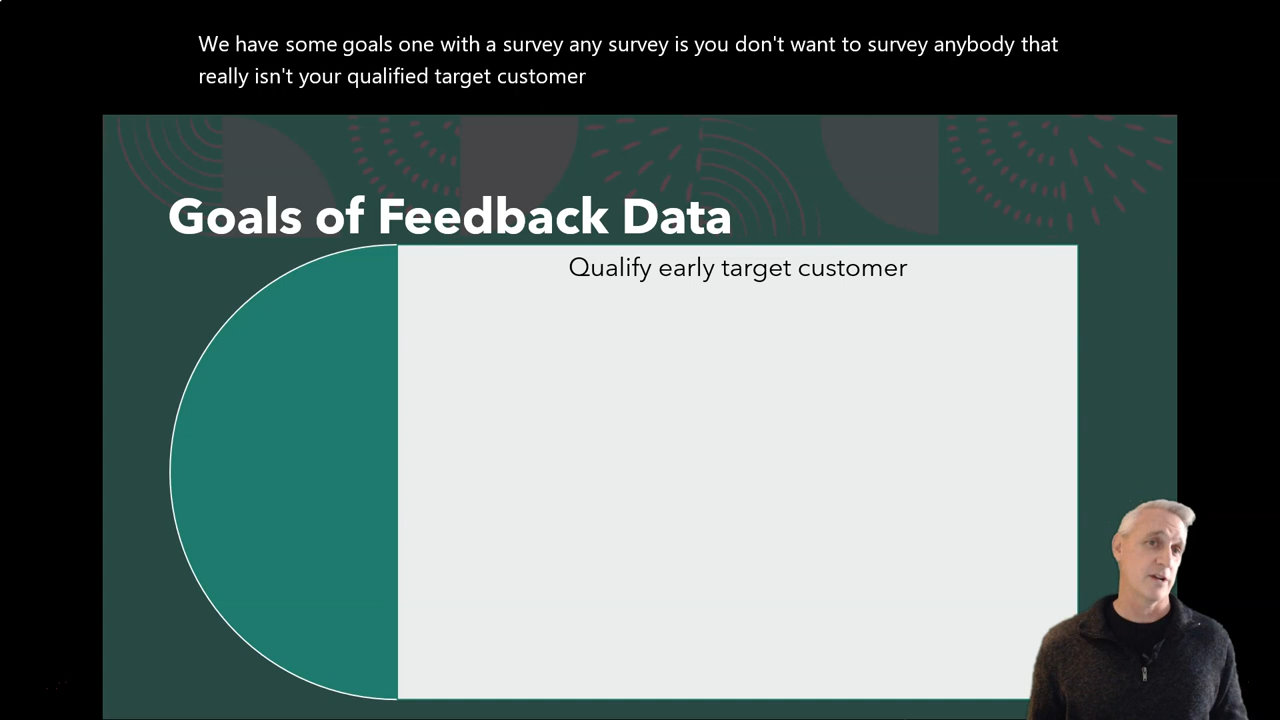 We have some goals one with a survey any survey is you don't want to survey anybody that
really isn't your qualified target customer
Goals of Feedback Data
Qualify early target customer